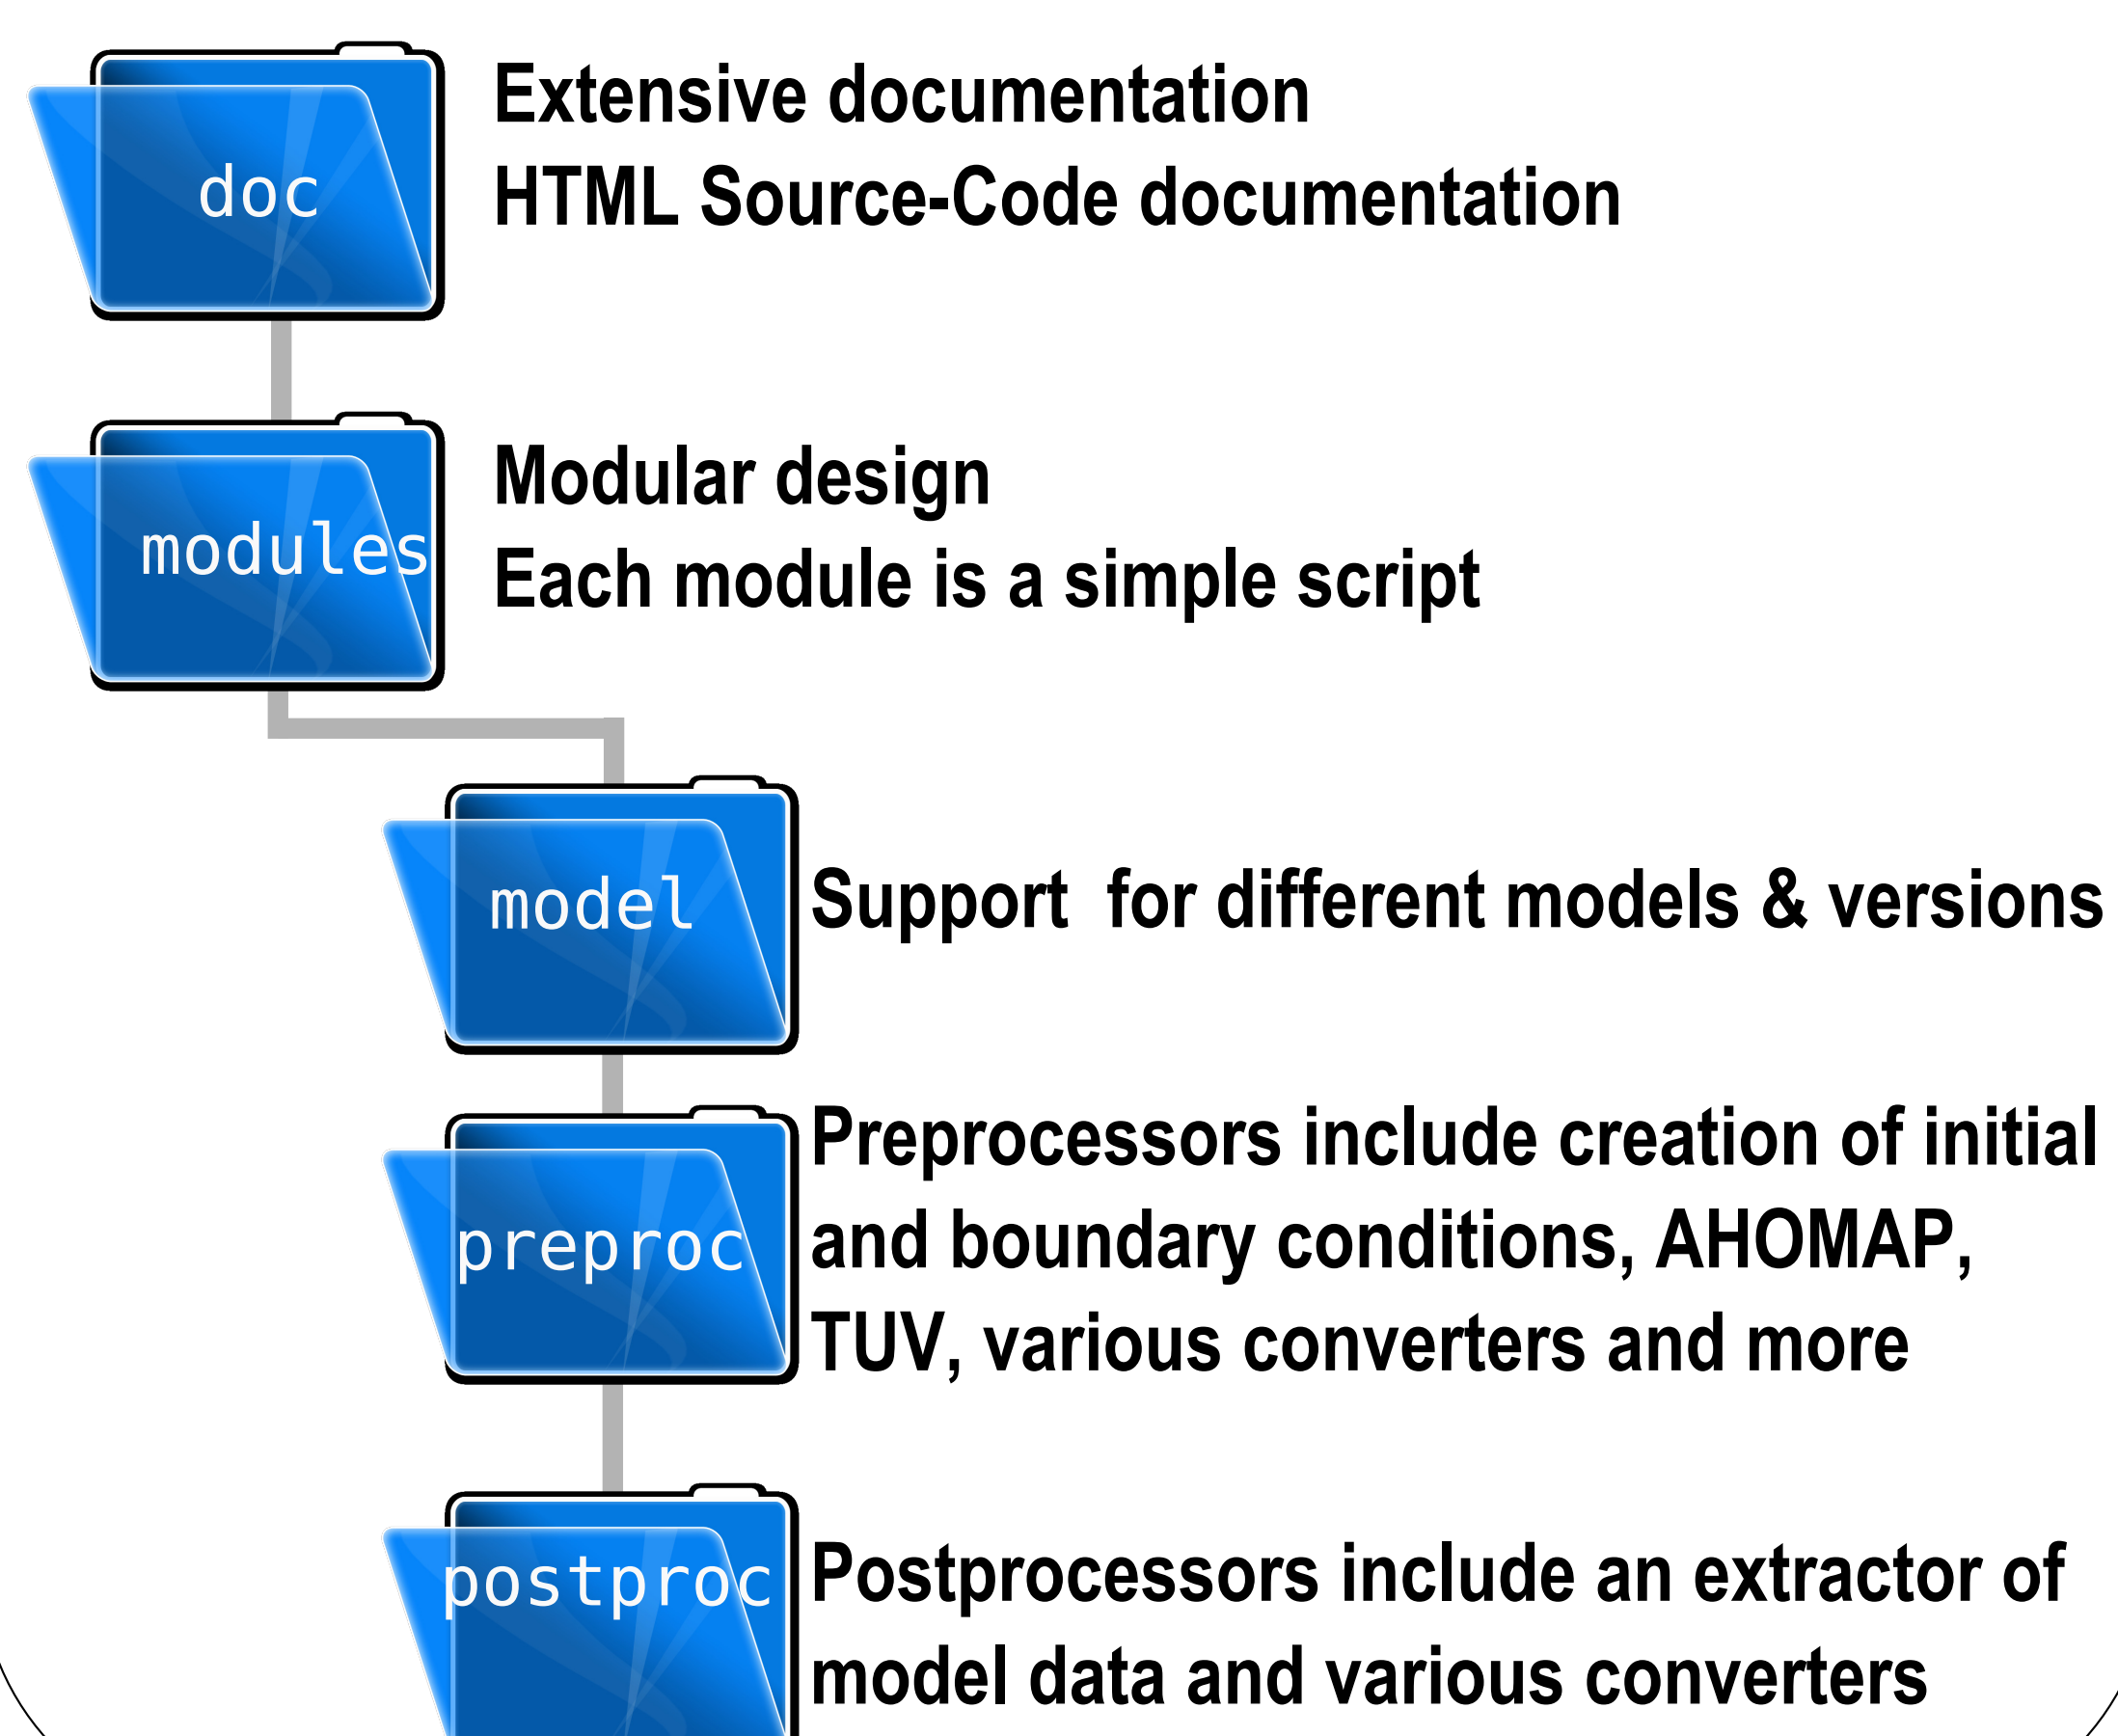 doc
Extensive documentation
HTML Source-Code documentation
modules
Modular design
Each module is a simple script
model
Support  for different models & versions
preproc
Preprocessors include creation of initial
and boundary conditions, AHOMAP,
TUV, various converters and more
postproc
Postprocessors include an extractor of
model data and various converters